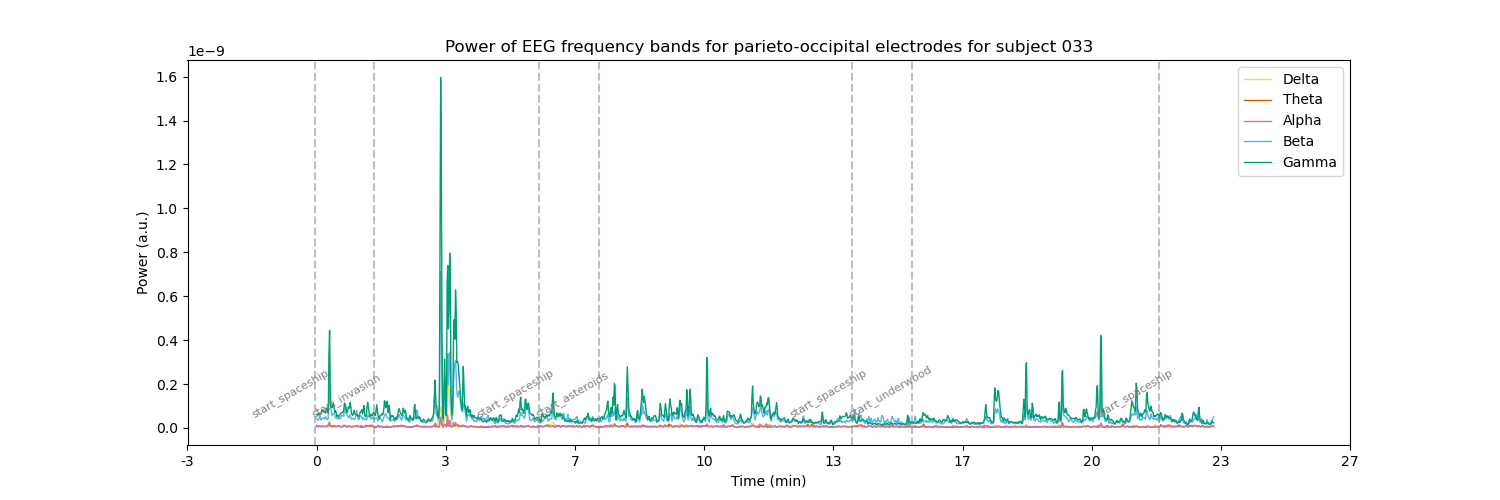 Power of EEG frequency bands for parieto-occipital electrodes for subject 033
1e−9
1.6
1.4
1.2
1.0
0.8
0.6
0.4
0.2
0.0
Power (a.u.)
Delta
Theta
Alpha
Beta
Gamma
start_spaceship
start_invasion
start_spaceship
start_asteroids
start_spaceship
start_underwood
start_spaceship
-3
0
3
7
10
13
17
20
23
27
Time (min)